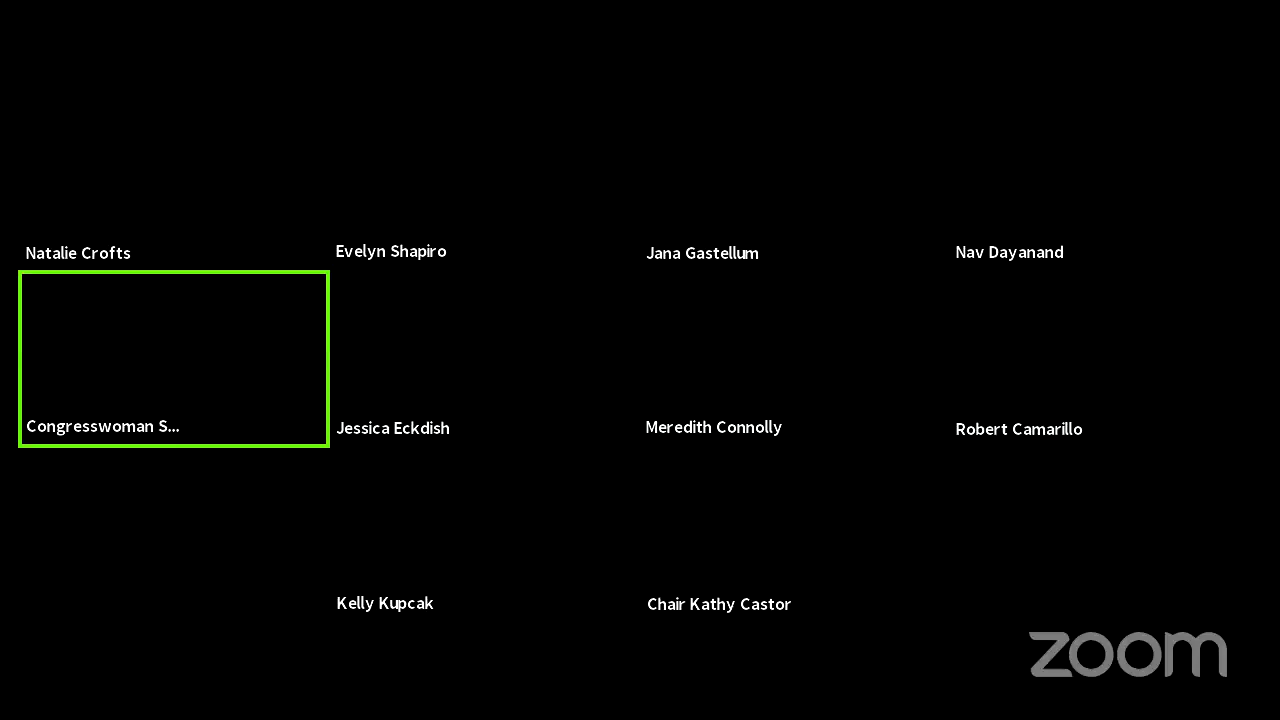 Natalie Crofts
Evelyn Shapiro
Jana Gastellum
Nav Dayanand
Congresswoman S...
Jessica Eckdish
Meredith Connolly
Robert Camarillo
Kelly Kupcak
Chair Kathy Castor
zoom